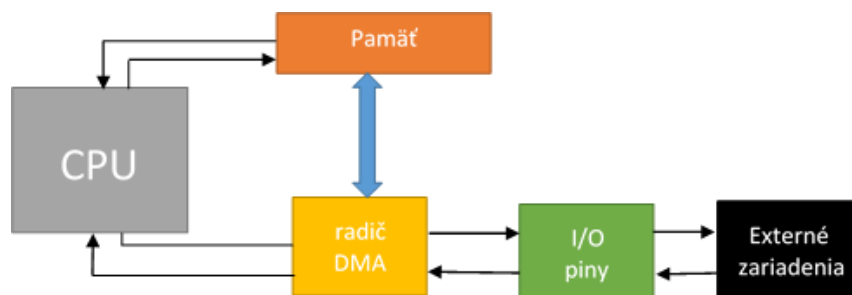 Pamäť
CPU
radič
DMA
I/O
piny
Externé
zariadenia